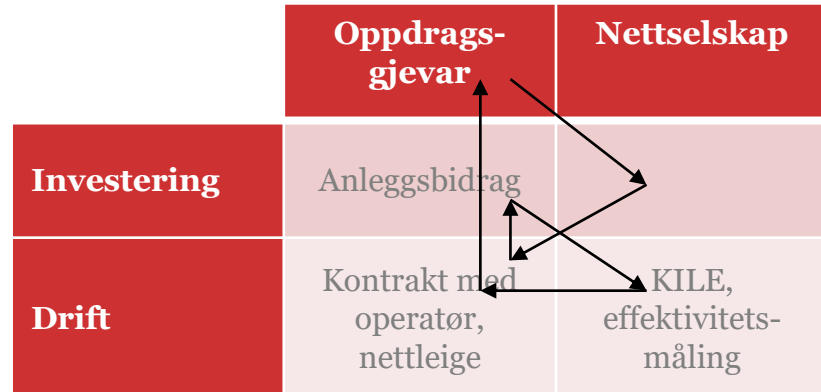 Oppdrags-
gjevar
Nettselskap
Investering
Anleggsbidrag
Drift
Kontrakt med
operatør,
nettleige
KILE,
effektivitets-
måling